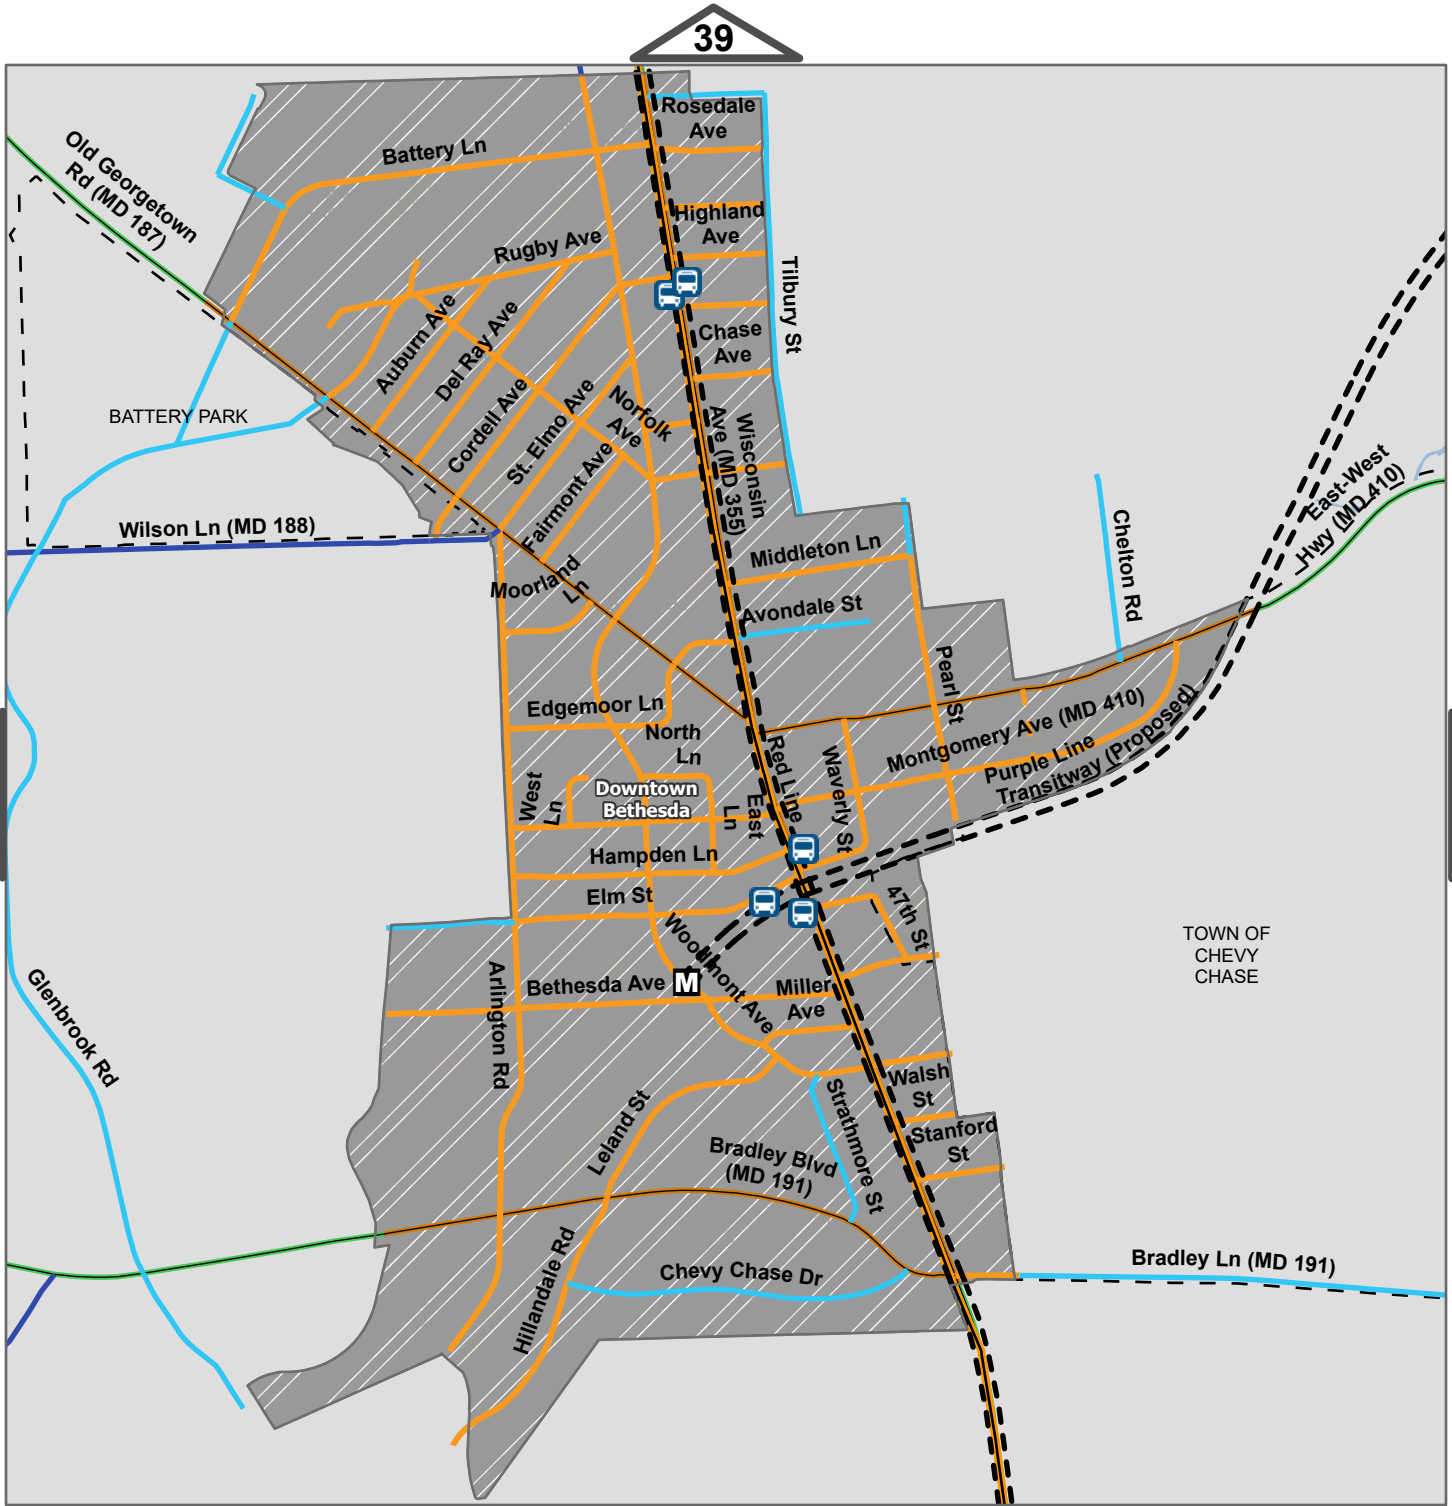 39
Rosedale
Ave
Old Georgetown
Rd (MD 187)
Battery Ln
Highland
Ave
Rugby Ave
Tilbury St
Auburn Ave
Del Ray Ave
Chase
Ave
Cordell Ave
St. Elmo Ave
Norfolk
Ave
Wisconsin
Ave (MD 355)
BATTERY PARK
Fairmont Ave
East-West
Hwy (MD 410)
Wilson Ln (MD 188)
Middleton Ln
Chelton Rd
Moorland
Ln
Avondale St
Pearl St
Edgemoor Ln
North
Ln
Red Line
Waverly St
Montgomery Ave (MD 410)
Purple Line
Transitway (Proposed)
West
Ln
Downtown
Bethesda
East
Ln
Hampden Ln
Elm St
47th St
Woodmont Ave
TOWN OF
CHEVY
CHASE
Glenbrook Rd
Arlington Rd
Bethesda Ave
M
Miller
Ave
Walsh
St
Strathmore St
Leland St
Stanford
St
Bradley Blvd
(MD 191)
Hillandale Rd
Chevy Chase Dr
Bradley Ln (MD 191)